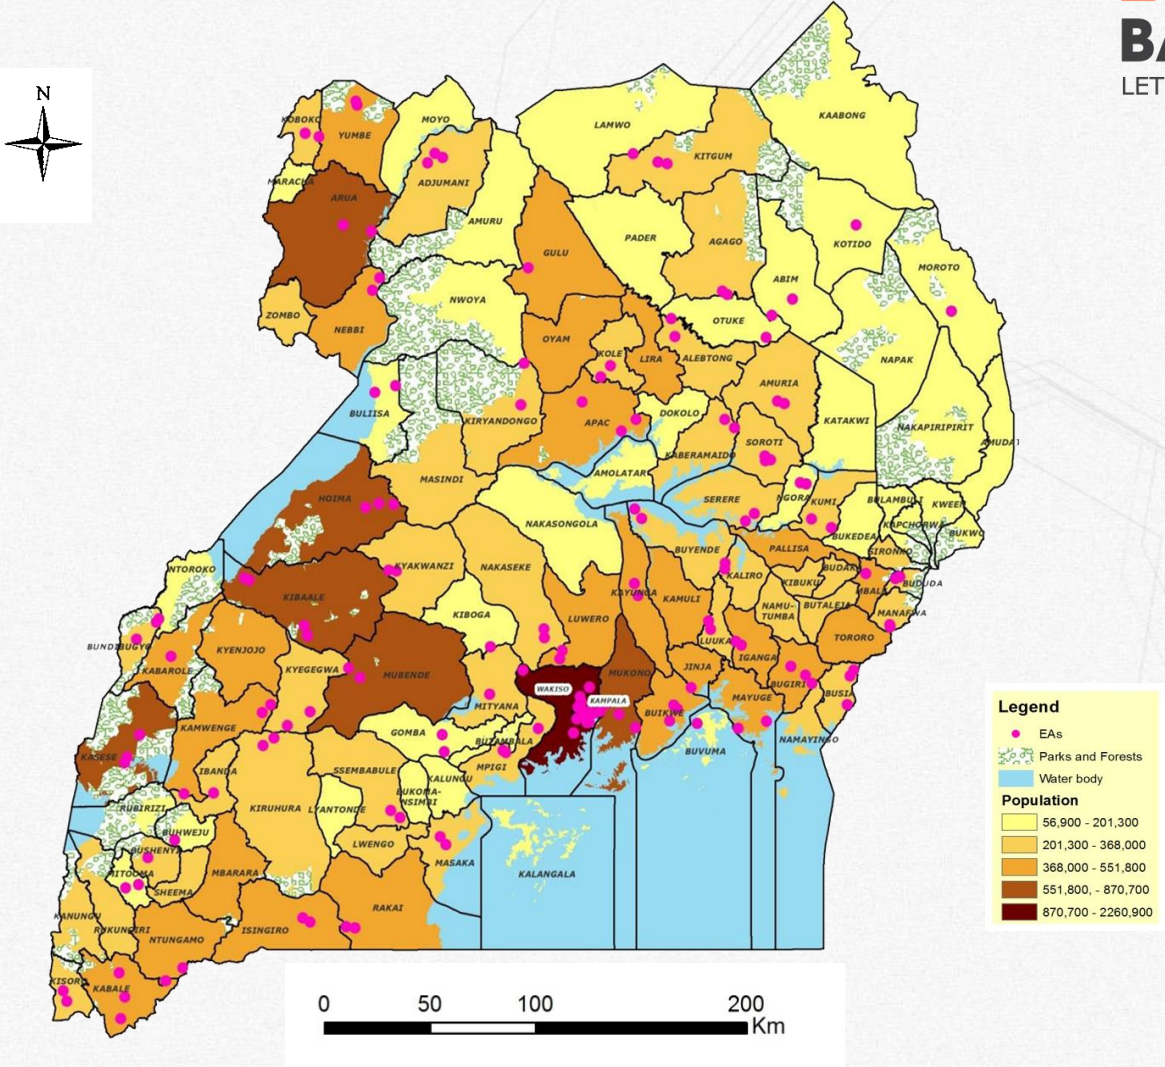 BA
LET
N
KAABONG
LAMWO
MOYO
KOBOKO
YUMBE
KITGUM
MARACHA
ADJUMANI
ARUA
AMURU
PADER
AGAGO
KOTIDO
GULU
MOROTO
ABIM
NWOYA
ZOMBO
OTUKE
NEBBI
OYAM
KOLE
LIRA
ALEBTONG
NAPAK
AMURIA
BULIISA
KIRYANDONGO
APAC
DOKOLO
KATAKWI
NAKAPIRIPIRIT
AMUDAT
SOROTI
KABERAMAIDO
MASINDI
AMOLATAR
HOIMA
SERERE
NGORA
KUMI
BULAMBULI
KWEEN
NAKASONGOLA
KAPCHORWA
BUKWO
BUKEDEA
BUYENDE
PALLISA
SIRONKO
NTOROKO
KYAKWANZI
NAKASEKE
KALIRO
BUDAKA
KIBUKU
BUDUDA
KIBAALE
KAYUNGA
KAMULI
MBALE
KIBOGA
LUWERO
NAMU-
TUMBA
BUTALEJA
MANAFWA
BUNDIBUGYO
KYENJOJO
LUUKA
TORORO
KABAROLE
KYEGEGWA
MUBENDE
MUKONO
JINJA
IGANGA
WAKISO
KAMPALA
BUGIRI
MITYANA
BUIKWE
MAYUGE
BUSIA
KAMWENGE
GOMBA
BUTAMBALA
NAMAYINGO
KASESE
BUVUMA
IBANDA
SSEMBABULE
MPIGI
KALUNGU
RUBIRIZI
KIRUHURA
LYANTONDE
BUKOMA-
NSIMBI
BUHWEJU
LWENGO
BUSHENYI
MASAKA
MITOOMA
MBARARA
KALANGALA
SHEEMA
KANUNGU
RAKAI
RUKUNGIRI
ISINGIRO
NTUNGAMO
KISORO
KABALE
Legend
EAs
Parks and Forests
Water body
Population
56,900 - 201,300
201,300 - 368,000
368,000 - 551,800
551,800, - 870,700
870,700 - 2260,900
0 50 100 200
Km